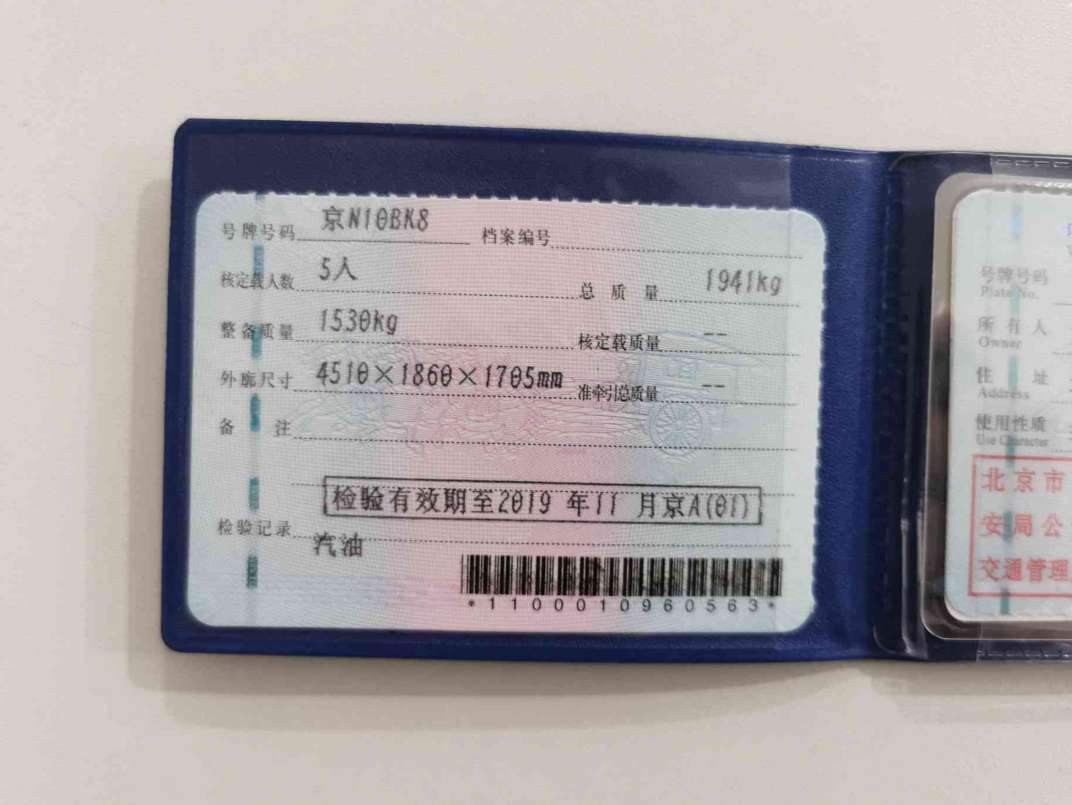 号牌号码 京N10BK8 档案编号
核定载人数 5人 总质量 1941kg
整备质量 1530kg 核定载质量 --
外廓尺寸 4510×1860×1705mm 准牵引总质量 --
备注
检验有效期至2019 年11 月京A(01)
检验记录
汽油
*1100010960563*
号牌号码
Plate No.
所有人
Owner
住址
Address
使用性质
Use Character
北京市
安局公
交通管理